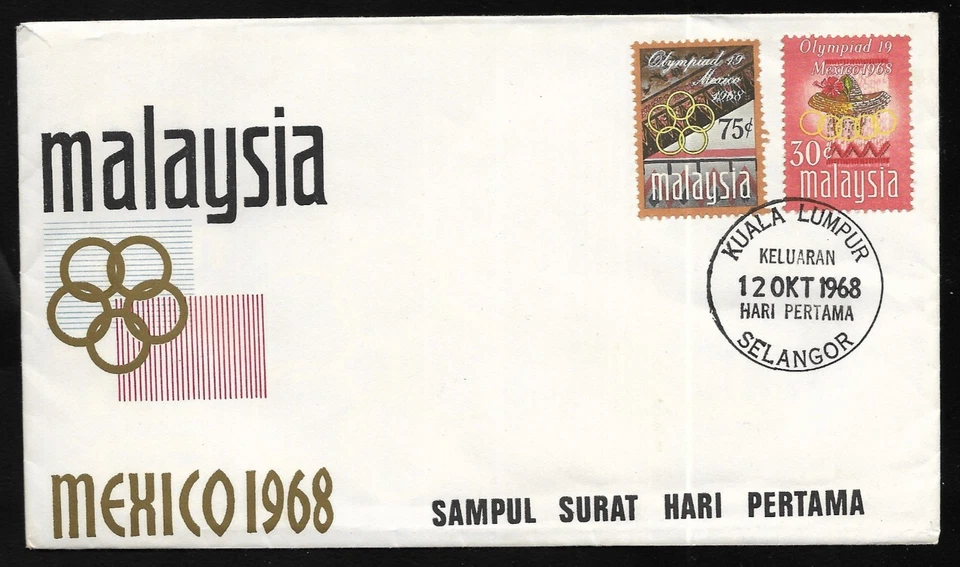 malaysia
MEXICO 1968
SAMPUL SURAT HARI PERTAMA
Olympiad 19
Mexico
1968
75¢
malaysia
Olympiad 19
Mexico 1968
30¢
malaysia
KUALA LUMPUR
KELUARAN
12 OKT 1968
HARI PERTAMA
SELANGOR